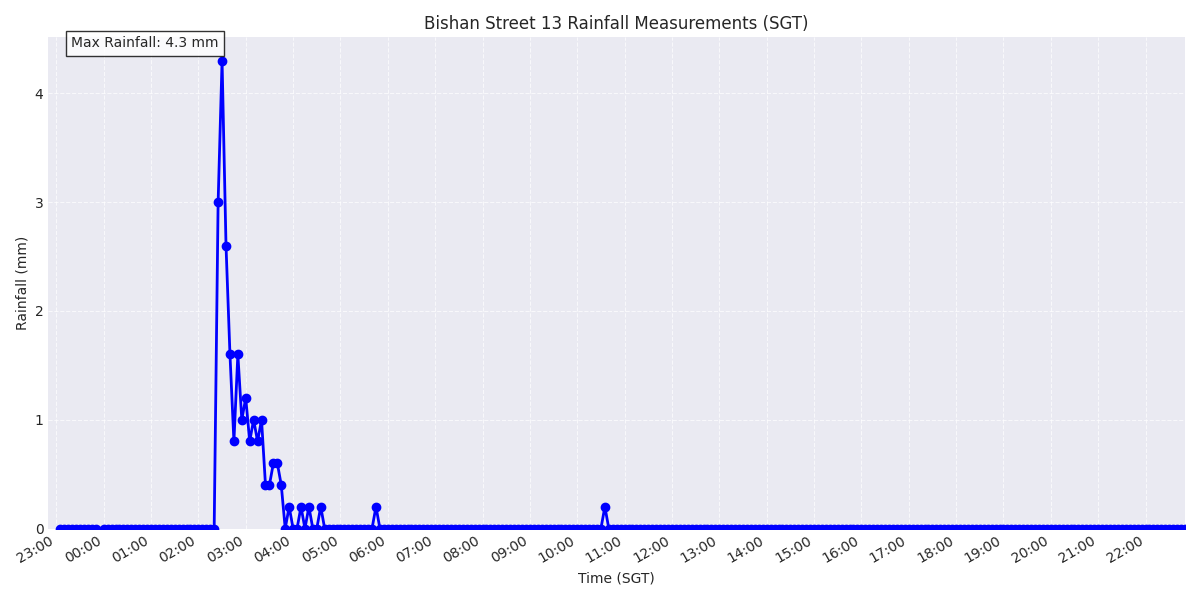 Bishan Street 13 Rainfall Measurements (SGT)
Max Rainfall: 4.3 mm
Rainfall (mm)
4
3
2
1
0
23:00 00:00 01:00 02:00 03:00 04:00 05:00 06:00 07:00 08:00 09:00 10:00 11:00 12:00 13:00 14:00 15:00 16:00 17:00 18:00 19:00 20:00 21:00 22:00
Time (SGT)